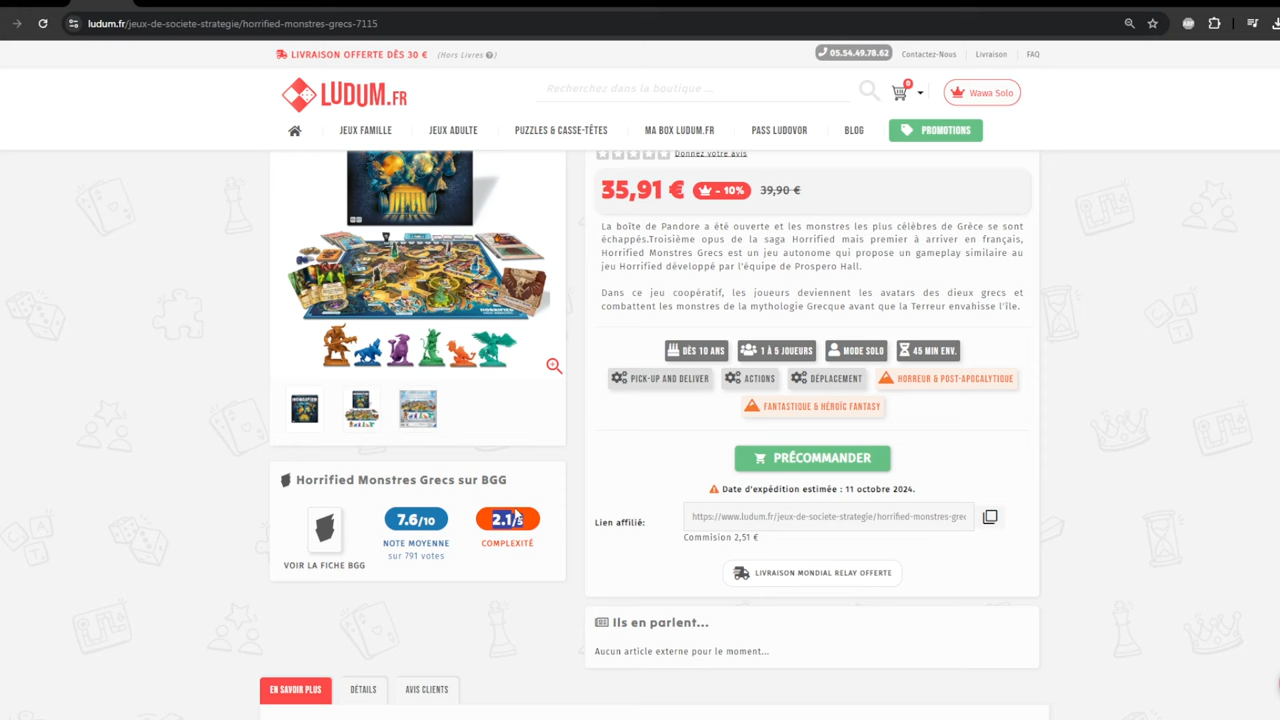 ludum.fr/jeux-de-societe-strategie/horrified-monstres-grecs-7115
LIVRAISON OFFERTE DÈS 30 € (Hors Livres)
05.54.49.78.62
Contactez-Nous
Livraison
FAQ
LUDUM.FR
Recherchez dans la boutique ...
0
Wawa Solo
JEUX FAMILLE
JEUX ADULTE
PUZZLES & CASSE-TÊTES
MA BOX LUDUM.FR
PASS LUDOVOR
BLOG
PROMOTIONS
Donnez votre avis
35,91 €
- 10%
39,90 €
La boîte de Pandore a été ouverte et les monstres les plus célèbres de Grèce se sont
échappés.Troisième opus de la saga Horrified mais premier à arriver en français,
Horrified Monstres Grecs est un jeu autonome qui propose un gameplay similaire au
jeu Horrified développé par l'équipe de Prospero Hall.
Dans ce jeu coopératif, les joueurs deviennent les avatars des dieux grecs et
combattent les monstres de la mythologie Grecque avant que la Terreur envahisse l'île.
DÈS 10 ANS
1 À 5 JOUEURS
MODE SOLO
45 MIN ENV.
PICK-UP AND DELIVER
ACTIONS
DÉPLACEMENT
HORREUR & POST-APOCALYPTIQUE
FANTASTIQUE & HÉROÏC FANTASY
PRÉCOMMANDER
Date d'expédition estimée : 11 octobre 2024.
Lien affilié:
https://www.ludum.fr/jeux-de-societe-strategie/horrified-monstres-grec
Commision 2,51 €
LIVRAISON MONDIAL RELAY OFFERTE
Horrified Monstres Grecs sur BGG
VOIR LA FICHE BGG
7.6/10
NOTE MOYENNE
sur 791 votes
2.1/5
COMPLEXITÉ
Ils en parlent...
Aucun article externe pour le moment...
EN SAVOIR PLUS
DÉTAILS
AVIS CLIENTS